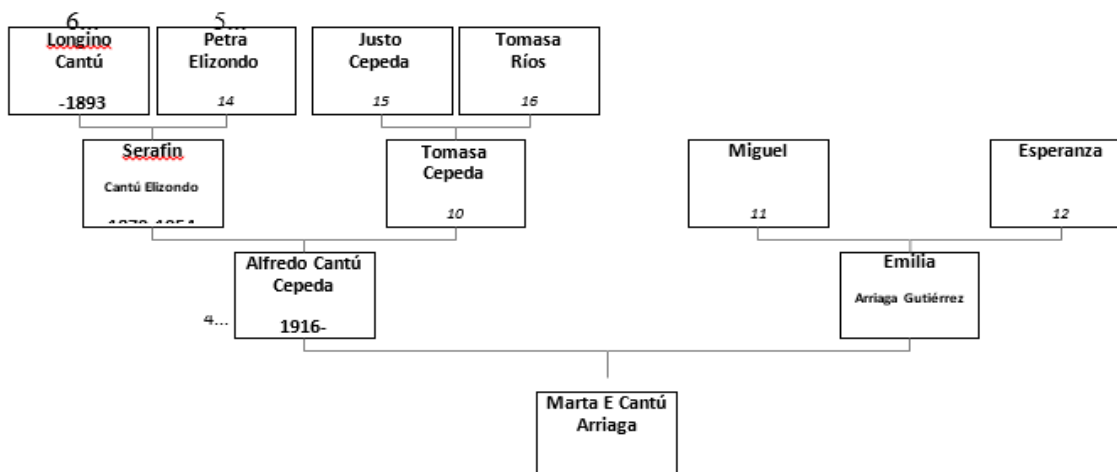 6...
5...
Longino
Cantú
-1893
Petra
Elizondo
14
Justo
Cepeda
15
Tomasa
Ríos
16
Serafin
Cantú Elizondo
Tomasa
Cepeda
10
Miguel
11
Esperanza
12
Alfredo Cantú
Cepeda
1916-
4...
Emilia
Arriaga Gutiérrez
Marta E Cantú
Arriaga